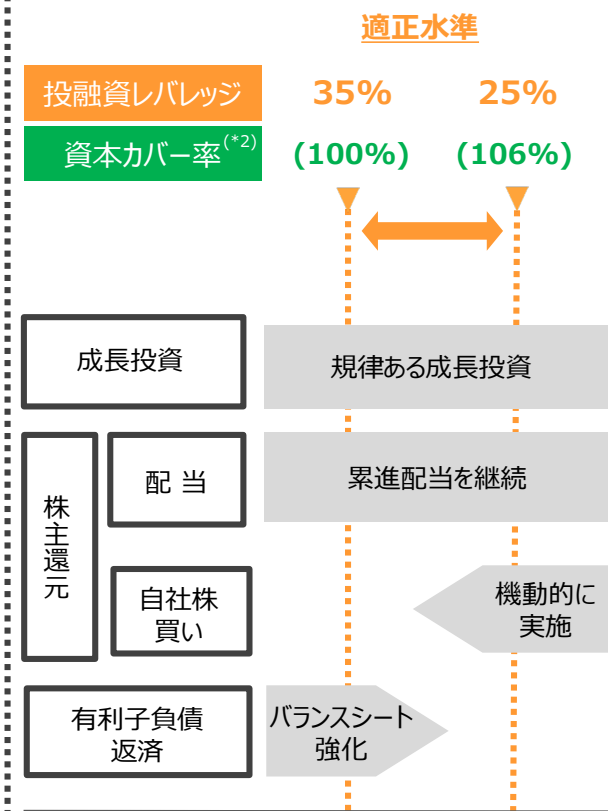 適正水準
投融資レバレッジ 35% 25%
資本カバー率(*2) (100%) (106%)
成長投資 規律ある成長投資
株主還元
配 当 累進配当を継続
自社株
買い
機動的に
実施
有利子負債
返済
バランスシート
強化